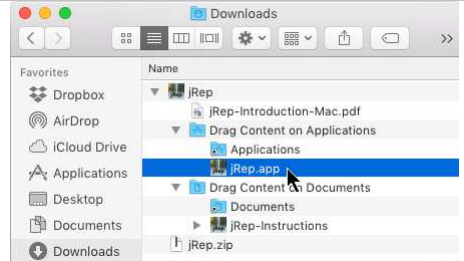 Downloads
Favorites
Dropbox
AirDrop
iCloud Drive
Applications
Desktop
Documents
Downloads
Name
jRep
jRep-Introduction-Mac.pdf
Drag Content on Applications
Applications
jRep.app
Drag Content on Documents
Documents
jRep-Instructions
jRep.zip